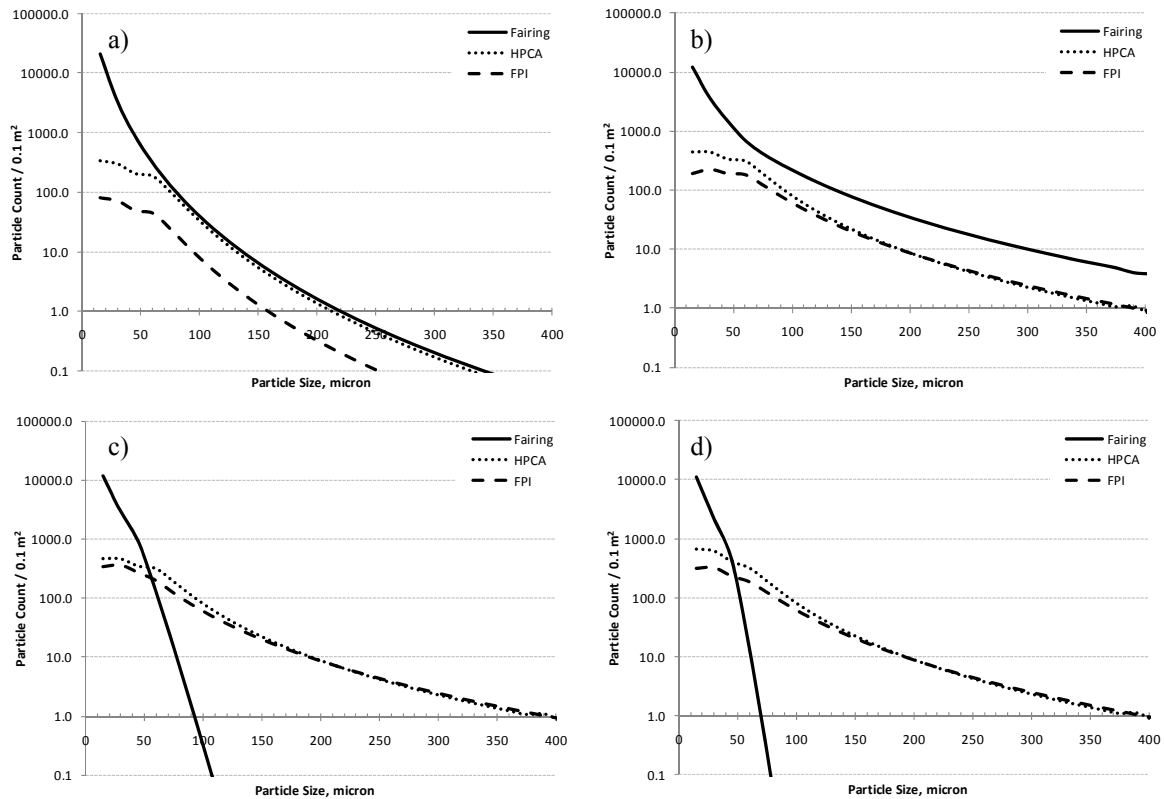 100000.0
10000.0
1000.0
100.0
10.0
1.0
0.1
a)
Fairing
HPCA
FPI
Particle Count / 0.1 m²
0 50 100 150 200 250 300 350 400
Particle Size, micron
100000.0
10000.0
1000.0
100.0
10.0
1.0
0.1
b)
Fairing
HPCA
FPI
Particle Count / 0.1 m²
0 50 100 150 200 250 300 350 400
Particle Size, micron
100000.0
10000.0
1000.0
100.0
10.0
1.0
0.1
c)
Fairing
HPCA
FPI
Particle Count / 0.1 m²
0 50 100 150 200 250 300 350 400
Particle Size, micron
100000.0
10000.0
1000.0
100.0
10.0
1.0
0.1
d)
Fairing
HPCA
FPI
Particle Count / 0.1 m²
0 50 100 150 200 250 300 350 400
Particle Size, micron